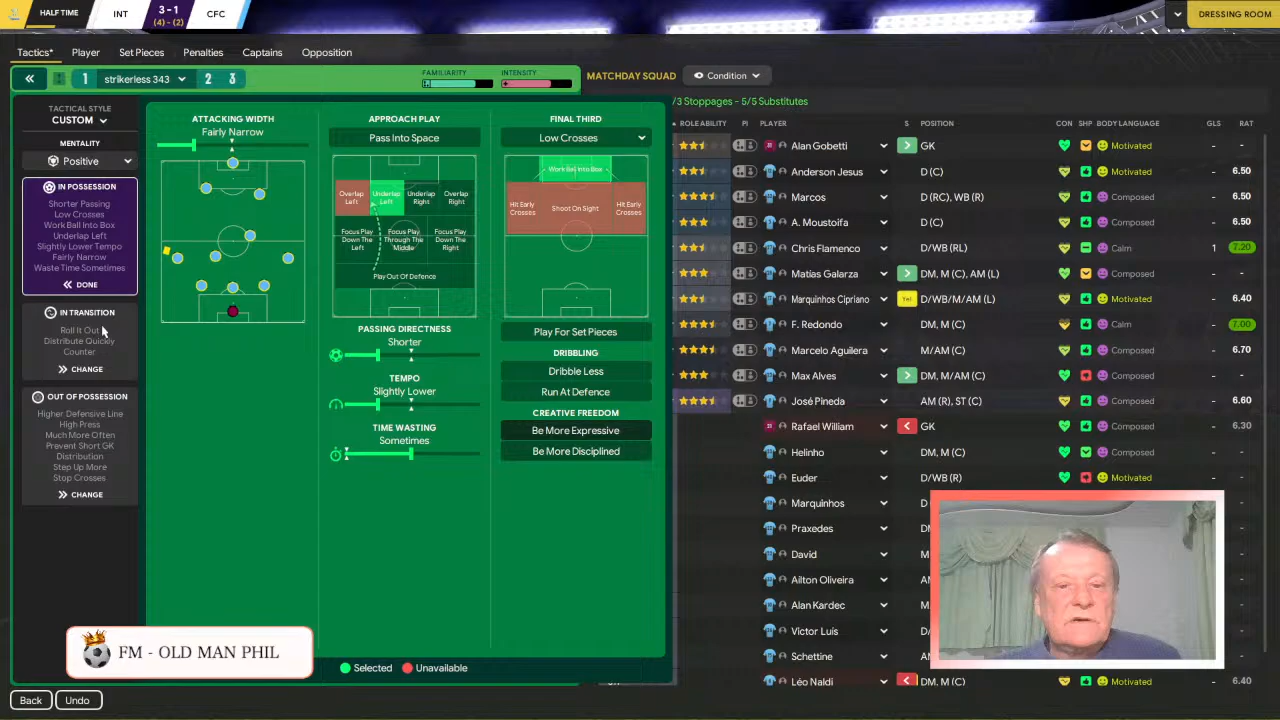 HALF TIME
INT
3 - 1
(4) - (2)
CFC
DRESSING ROOM
Tactics*
Player
Set Pieces
Penalties
Captains
Opposition
1
strikerless 343
2
3
FAMILIARITY
INTENSITY
MATCHDAY SQUAD
Condition
/3 Stoppages - 5/5 Substitutes
TACTICAL STYLE
CUSTOM
MENTALITY
Positive
IN POSSESSION
Shorter Passing
Low Crosses
Work Ball Into Box
Underlap Left
Slightly Lower Tempo
Fairly Narrow
Waste Time Sometimes
DONE
IN TRANSITION
Roll It Out
Distribute Quickly
Counter
CHANGE
OUT OF POSSESSION
Higher Defensive Line
High Press
Much More Often
Prevent Short GK
Distribution
Step Up More
Stop Crosses
CHANGE
ATTACKING WIDTH
Fairly Narrow
APPROACH PLAY
Pass Into Space
Overlap Left
Underlap Left
Underlap Right
Overlap Right
Focus Play Down The Left
Focus Play Through The Middle
Focus Play Down The Right
Play Out Of Defence
PASSING DIRECTNESS
Shorter
TEMPO
Slightly Lower
TIME WASTING
Sometimes
FINAL THIRD
Low Crosses
Work Ball Into Box
Hit Early Crosses
Shoot On Sight
Hit Early Crosses
Play For Set Pieces
DRIBBLING
Dribble Less
Run At Defence
CREATIVE FREEDOM
Be More Expressive
Be More Disciplined
Selected
Unavailable
ROLE ABILITY PI PLAYER S POSITION CON SHP BODY LANGUAGE GLS RAT
Alan Gobetti GK Motivated - -
Anderson Jesus D (C) Motivated - 6.50
Marcos D (RC), WB (R) Composed - 6.50
A. Moustoifa D (C) Composed - 6.50
Chris Flamenco D/WB (RL) Calm 1 7.20
Matías Galarza DM, M (C), AM (L) Composed - -
Marquinhos Cipriano Yel D/WB/M/AM (L) Motivated - 6.40
F. Redondo DM, M (C) Calm - 7.00
Marcelo Aguilera M/AM (C) Composed - 6.70
Max Alves DM, M/AM (C) Composed - -
José Pineda AM (R), ST (C) Composed - 6.60
Rafael William GK Composed - 6.30
Helinho DM, M (C) Composed - -
Euder D/WB (R) Motivated - -
Marquinhos D
Praxedes DM
David M
Ailton Oliveira AM
Alan Kardec M
Victor Luís D/
Schettine AM
Léo Naldi DM, M (C) Motivated - 6.40
FM - OLD MAN PHIL
Back
Undo